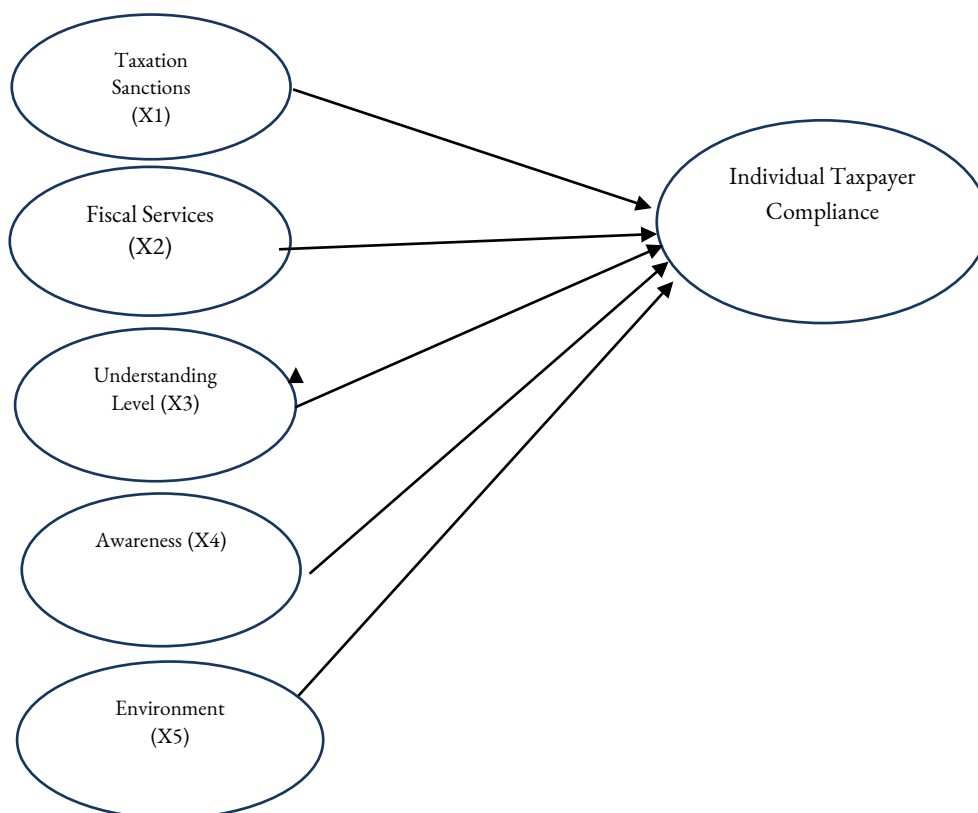 Taxation
Sanctions
(X1)
Fiscal Services
(X2)
Understanding
Level (X3)
Awareness (X4)
Environment
(X5)
Individual Taxpayer
Compliance